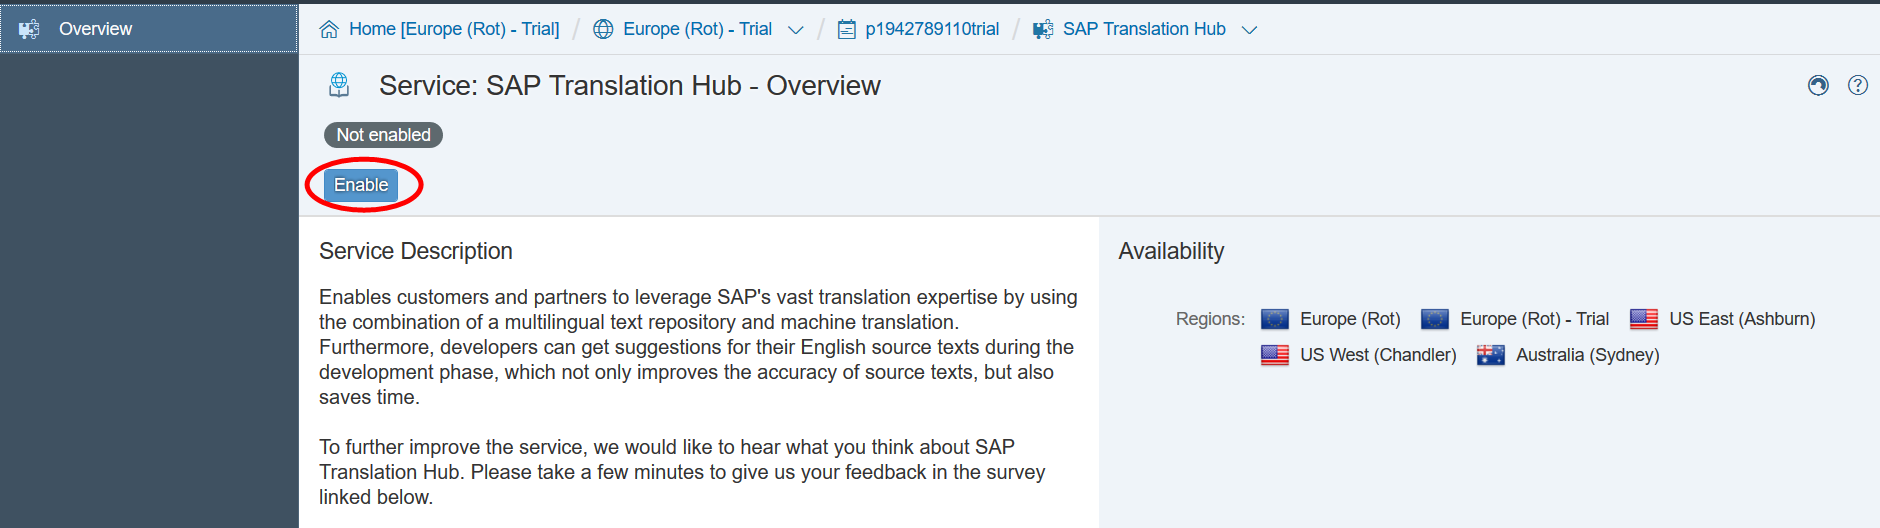 Overview
Home [Europe (Rot) - Trial] / Europe (Rot) - Trial / p1942789110trial / SAP Translation Hub
Service: SAP Translation Hub - Overview
Not enabled
Enable
Service Description
Enables customers and partners to leverage SAP's vast translation expertise by using
the combination of a multilingual text repository and machine translation.
Furthermore, developers can get suggestions for their English source texts during the
development phase, which not only improves the accuracy of source texts, but also
saves time.
To further improve the service, we would like to hear what you think about SAP
Translation Hub. Please take a few minutes to give us your feedback in the survey
linked below.
Availability
Regions: Europe (Rot) Europe (Rot) - Trial US East (Ashburn)
US West (Chandler) Australia (Sydney)